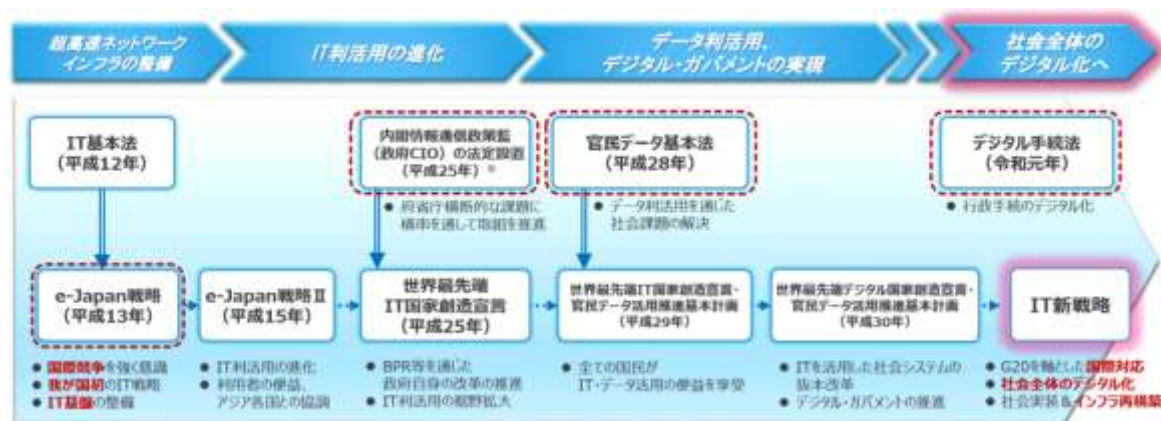 超高速ネットワーク
インフラの整備
IT利活用の進化
データ利活用、
デジタル・ガバメントの実現
社会全体の
デジタル化へ
IT基本法
(平成12年)
内閣情報通信政策監
(政府CIO)の法定設置
(平成25年)※
● 府省庁横断的な課題に
横串を通して取組を推進
官民データ基本法
(平成28年)
● データ利活用を通じた
社会課題の解決
デジタル手続法
(令和元年)
● 行政手続のデジタル化
e-Japan戦略
(平成13年)
● 国際競争を強く意識
● 我が国初のIT戦略
● IT基盤の整備
e-Japan戦略Ⅱ
(平成15年)
● IT利活用の進化
● 利用者の便益、
アジア各国との協調
世界最先端
IT国家創造宣言
(平成25年)
● BPR等を通じた
政府自身の改革の推進
● IT利活用の裾野拡大
世界最先端IT国家創造宣言・
官民データ活用推進基本計画
(平成29年)
● 全ての国民が
IT・データ活用の便益を享受
世界最先端デジタル国家創造宣言・
官民データ活用推進基本計画
(平成30年)
● ITを活用した社会システムの
抜本改革
● デジタル・ガバメントの推進
IT新戦略
● G20を軸とした国際対応
● 社会全体のデジタル化
● 社会実装&インフラ再構築